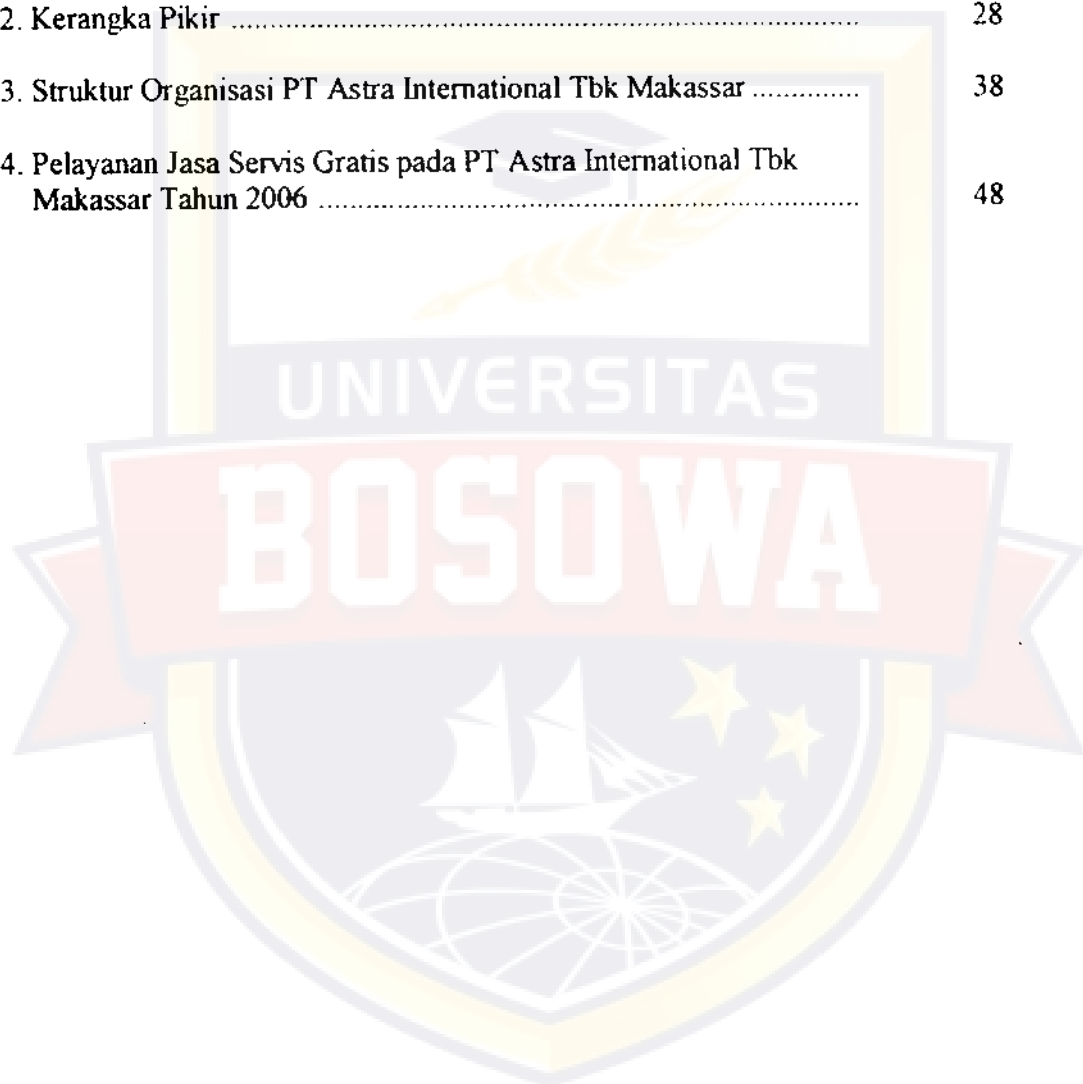 2. Kerangka Pikir ........................................................................ 28
3. Struktur Organisasi PT Astra International Tbk Makassar .............. 38
4. Pelayanan Jasa Servis Gratis pada PT Astra International Tbk
Makassar Tahun 2006 .............................................................. 48
UNIVERSITAS
BOSOWA